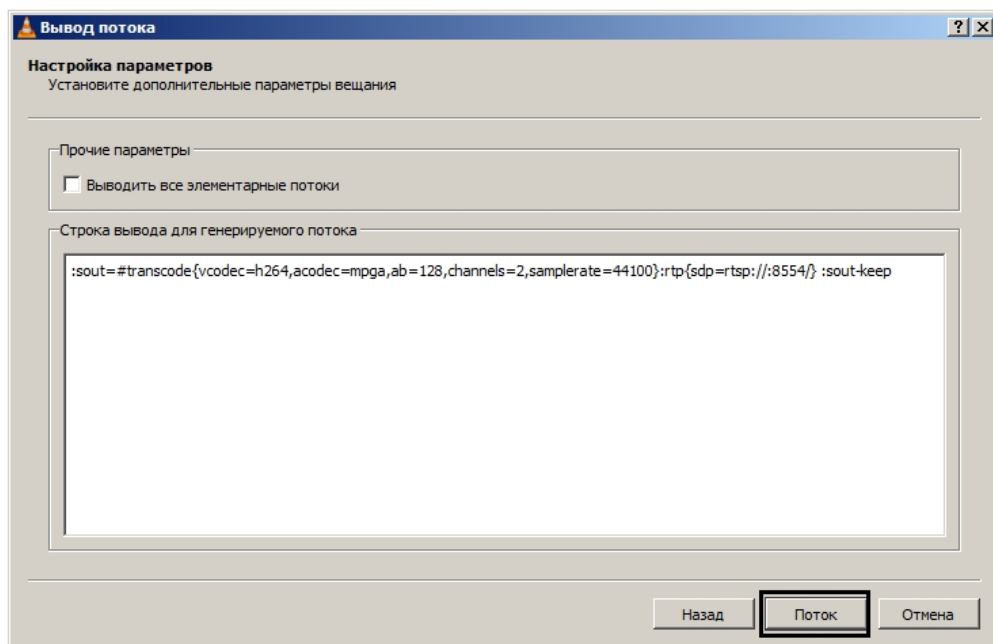 Вывод потока
Настройка параметров
Установите дополнительные параметры вещания
Прочие параметры
Выводить все элементарные потоки
Строка вывода для генерируемого потока
:sout=#transcode{vcodec=h264,acodec=mpga,ab=128,channels=2,samplerate=44100}:rtp{sdp=rtsp://:8554/} :sout-keep
Назад Поток Отмена